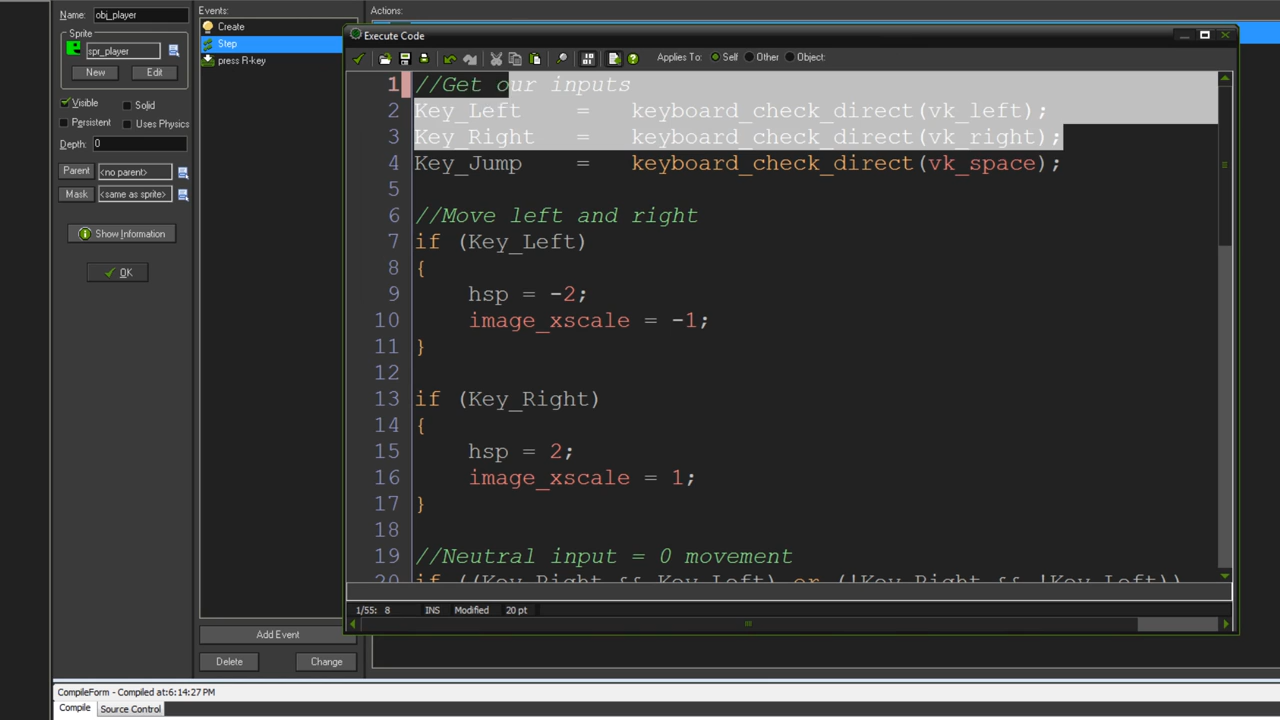 Name: obj_player
Sprite
spr_player
New Edit
Visible Solid
Persistent Uses Physics
Depth: 0
Parent <no parent>
Mask <same as sprite>
Show Information
OK
Events:
Create
Step
press R-key
Add Event
Delete Change
Actions:
Execute Code
Applies To: Self Other Object:
1 //Get our inputs
2 Key_Left = keyboard_check_direct(vk_left);
3 Key_Right = keyboard_check_direct(vk_right);
4 Key_Jump = keyboard_check_direct(vk_space);
5
6 //Move left and right
7 if (Key_Left)
8 {
9 hsp = -2;
10 image_xscale = -1;
11 }
12
13 if (Key_Right)
14 {
15 hsp = 2;
16 image_xscale = 1;
17 }
18
19 //Neutral input = 0 movement
20 if ((Key_Right && Key_Left) or (!Key_Right && !Key_Left))
1/55: 8 INS Modified 20 pt
CompileForm - Compiled at:6:14:27 PM
Compile Source Control